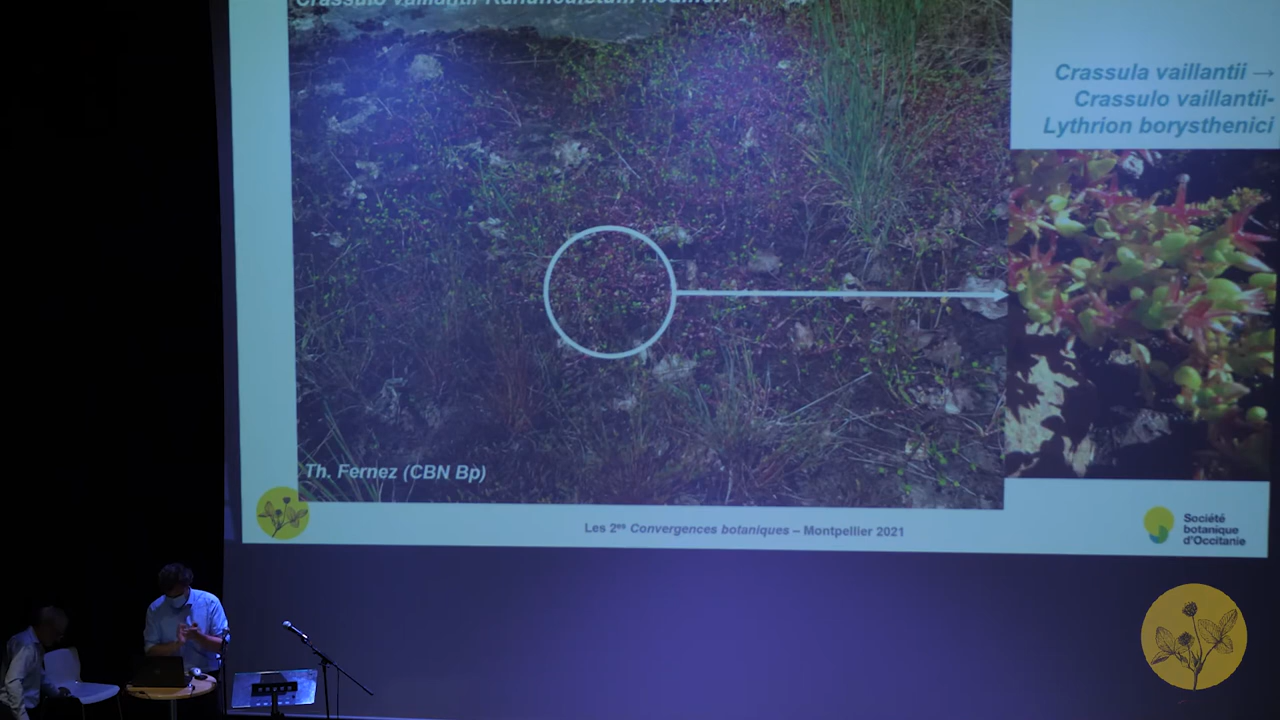 Crassula vaillantii →
Crassulo vaillantii-
Lythrion borysthenici
Th. Fernez (CBN Bp)
Les 2es Convergences botaniques – Montpellier 2021
Société
botanique
d'Occitanie